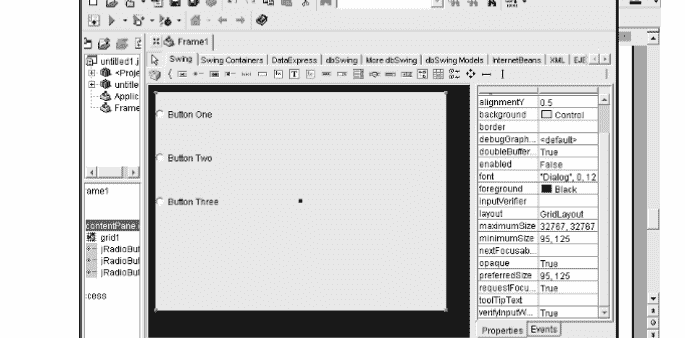 Frame1
Swing Swing Containers DataExpress dbSwing More dbSwing dbSwing Models InternetBeans XML EJE
untitled1.j
<Proje
untitle
Applic
Frame
ame1
contentPane
grid1
jRadioBut
jRadioBut
jRadioBut
cess
Button One
Button Two
Button Three
alignmentY 0.5
background Control
border
debugGraph... <default>
doubleBuffer... True
enabled False
font "Dialog", 0, 12
foreground Black
inputVerifier
layout GridLayout
maximumSize 32767, 32767
minimumSize 95, 125
nextFocusab...
opaque True
preferredSize 95, 125
requestFocu... True
toolTipText
verifyInputW... True
Properties Events